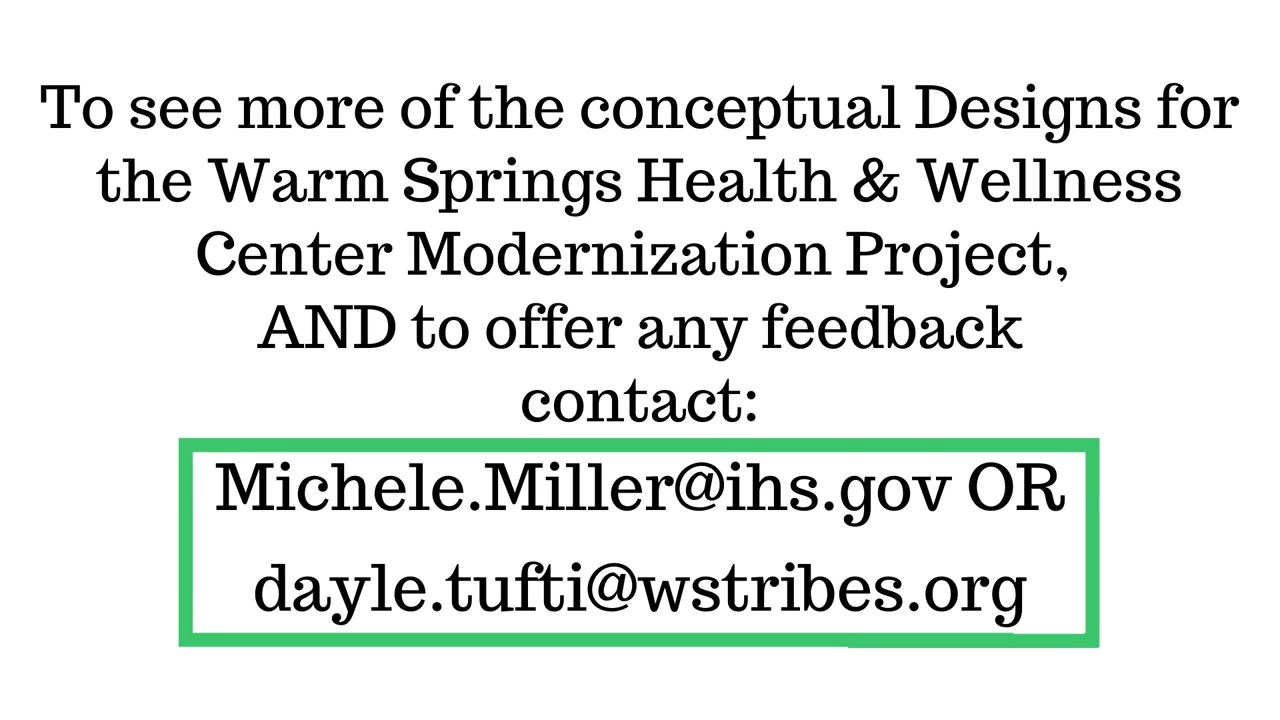 To see more of the conceptual Designs for
the Warm Springs Health & Wellness
Center Modernization Project,
AND to offer any feedback
contact:
Michele.Miller@ihs.gov OR
dayle.tufti@wstribes.org